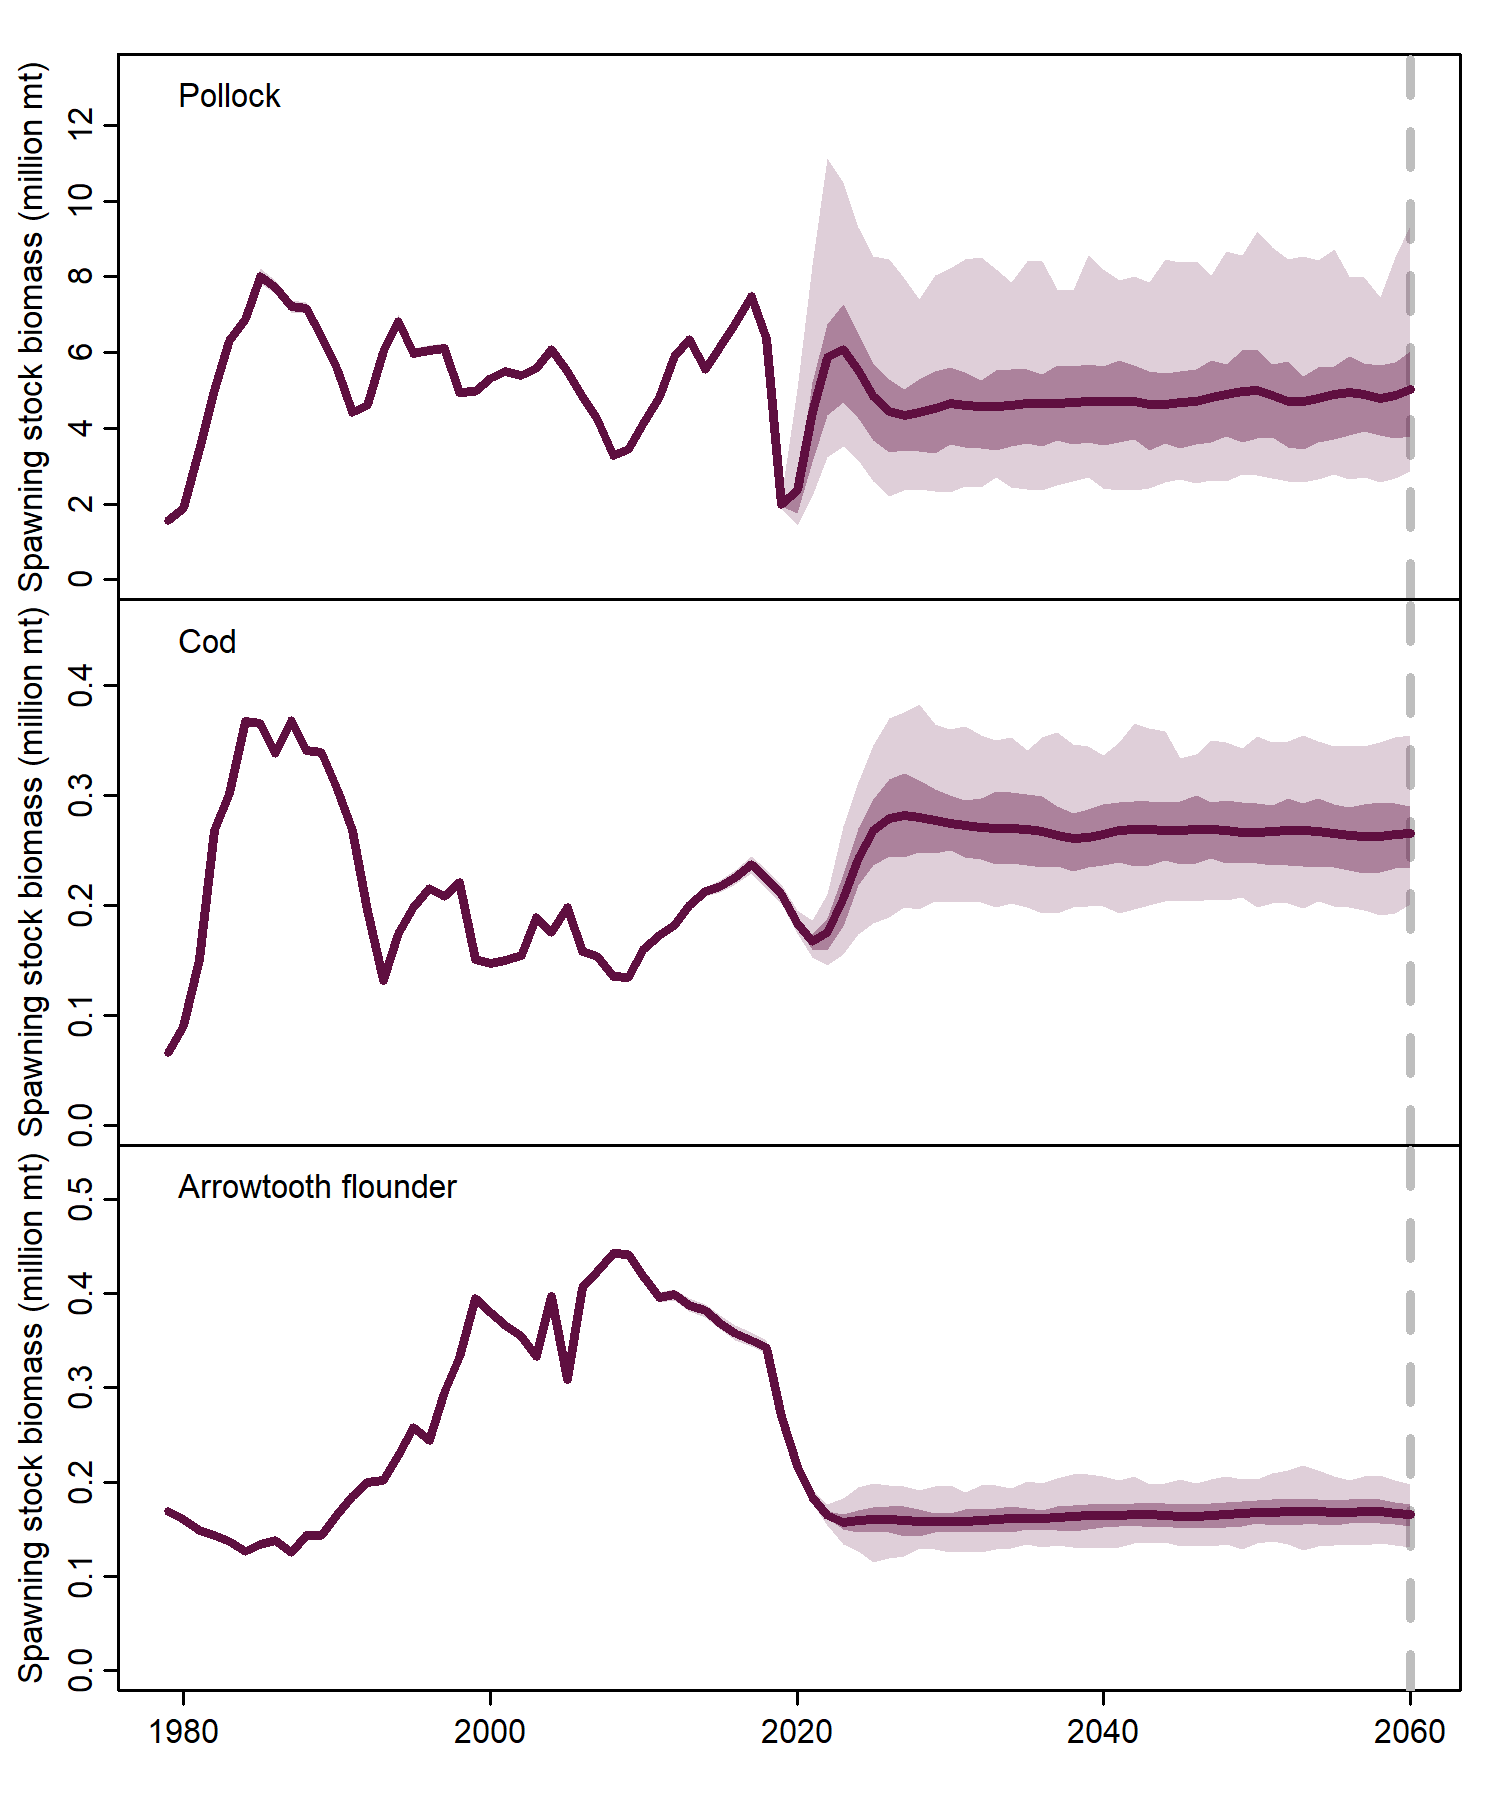 Pollock
Spawning stock biomass (million mt)
12
10
8
6
4
2
0
Cod
Spawning stock biomass (million mt)
0.4
0.3
0.2
0.1
0.0
Arrowtooth flounder
Spawning stock biomass (million mt)
0.5
0.4
0.3
0.2
0.1
0.0
1980 2000 2020 2040 2060